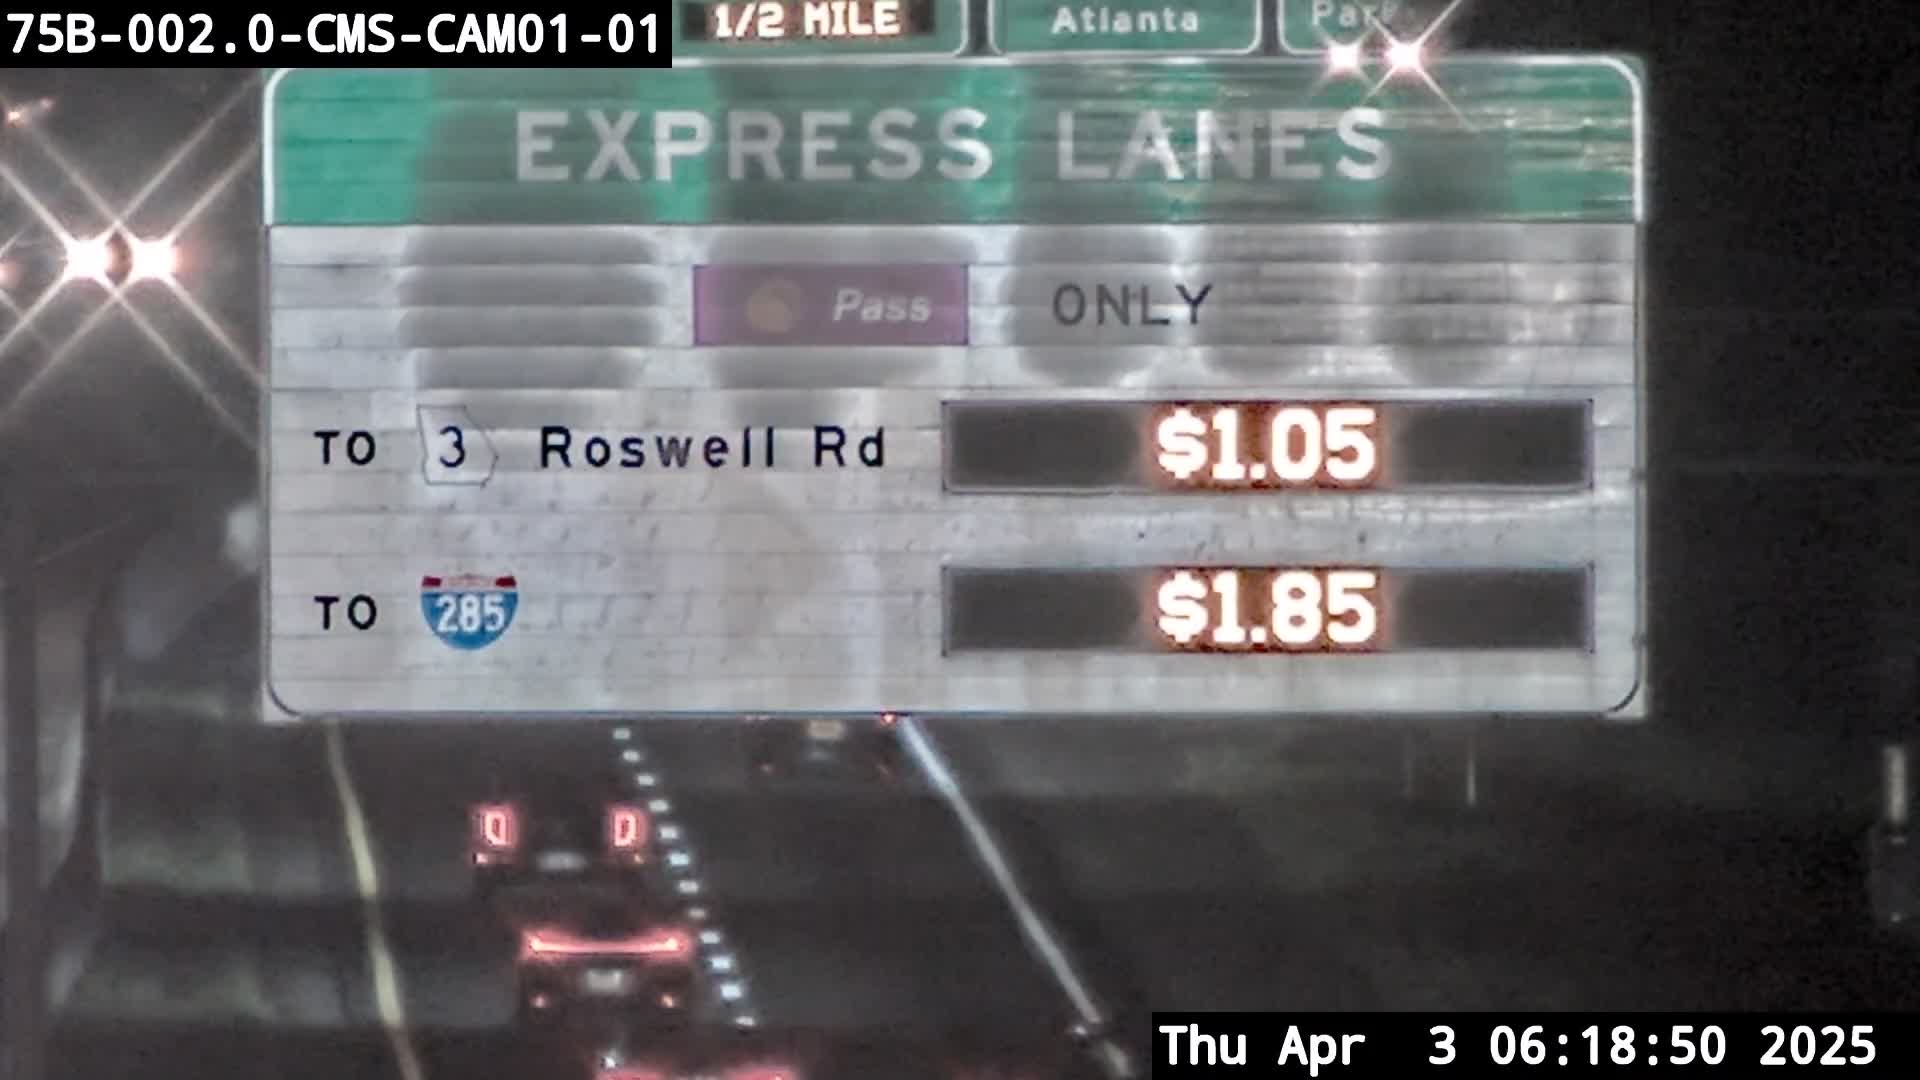 75B-002.0-CMS-CAM01-01
1/2 MILE
Atlanta
EXPRESS LANES
Pass ONLY
TO 3 Roswell Rd $1.05
TO 285 $1.85
Thu Apr 3 06:18:50 2025